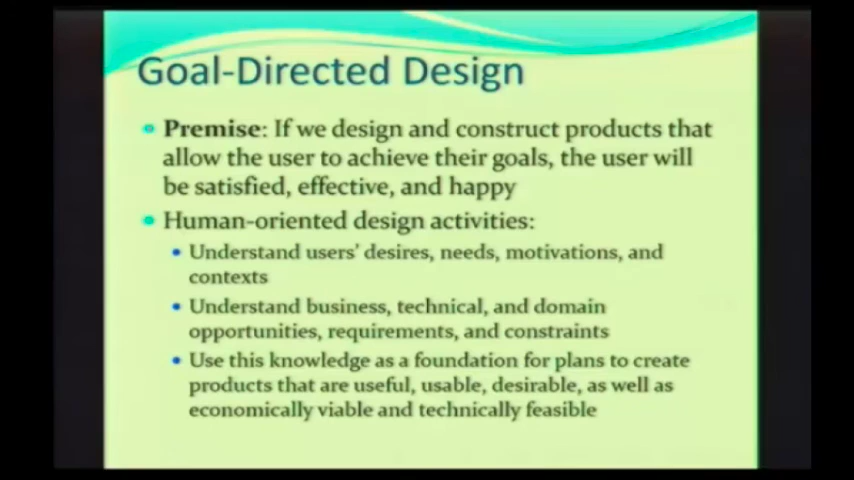 Goal-Directed Design
Premise: If we design and construct products that
allow the user to achieve their goals, the user will
be satisfied, effective, and happy
Human-oriented design activities:
Understand users' desires, needs, motivations, and
contexts
Understand business, technical, and domain
opportunities, requirements, and constraints
Use this knowledge as a foundation for plans to create
products that are useful, usable, desirable, as well as
economically viable and technically feasible